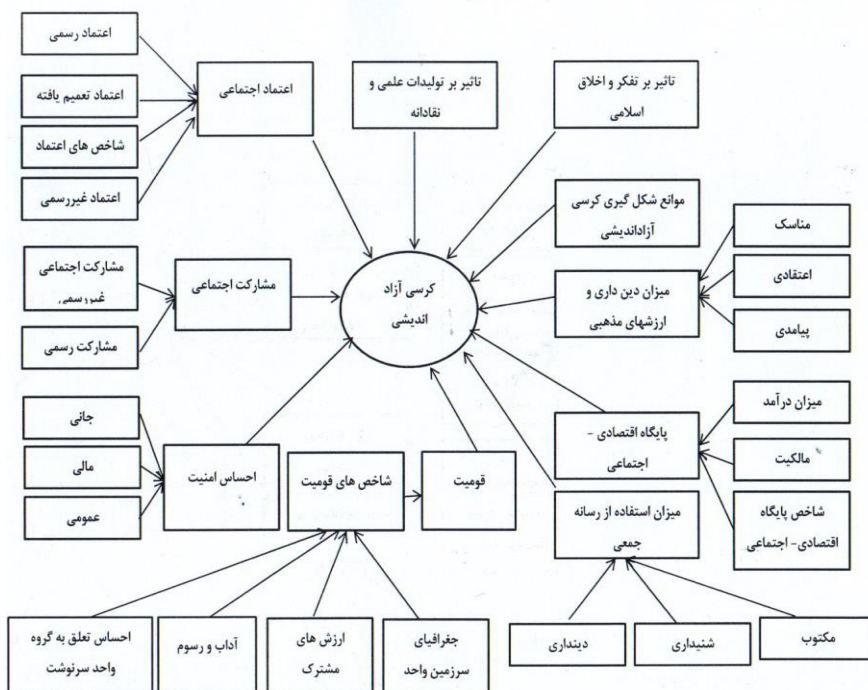 اعتماد رسمی
اعتماد تعمیم یافته
شاخص های اعتماد
اعتماد غیررسمی
اعتماد اجتماعی
تاثیر بر تولیدات علمی و
نقادانه
تاثیر بر تفکر و اخلاق
اسلامی
موانع شکل گیری کرسی
آزاداندیشی
مناسک
اعتقادی
پیامدی
میزان دین داری و
ارزشهای مذهبی
کرسی آزاد
اندیشی
مشارکت اجتماعی
مشارکت اجتماعی
غیررسمی
مشارکت رسمی
جانی
مالی
عمومی
احساس امنیت
شاخص های قومیت
قومیت
پایگاه اقتصادی -
اجتماعی
میزان درآمد
مالکیت
شاخص پایگاه
اقتصادی- اجتماعی
میزان استفاده از رسانه
جمعی
مکتوب
شنیداری
دینداری
جغرافیای
سرزمین واحد
ارزش های
مشترک
آداب و رسوم
احساس تعلق به گروه
واحد سرنوشت